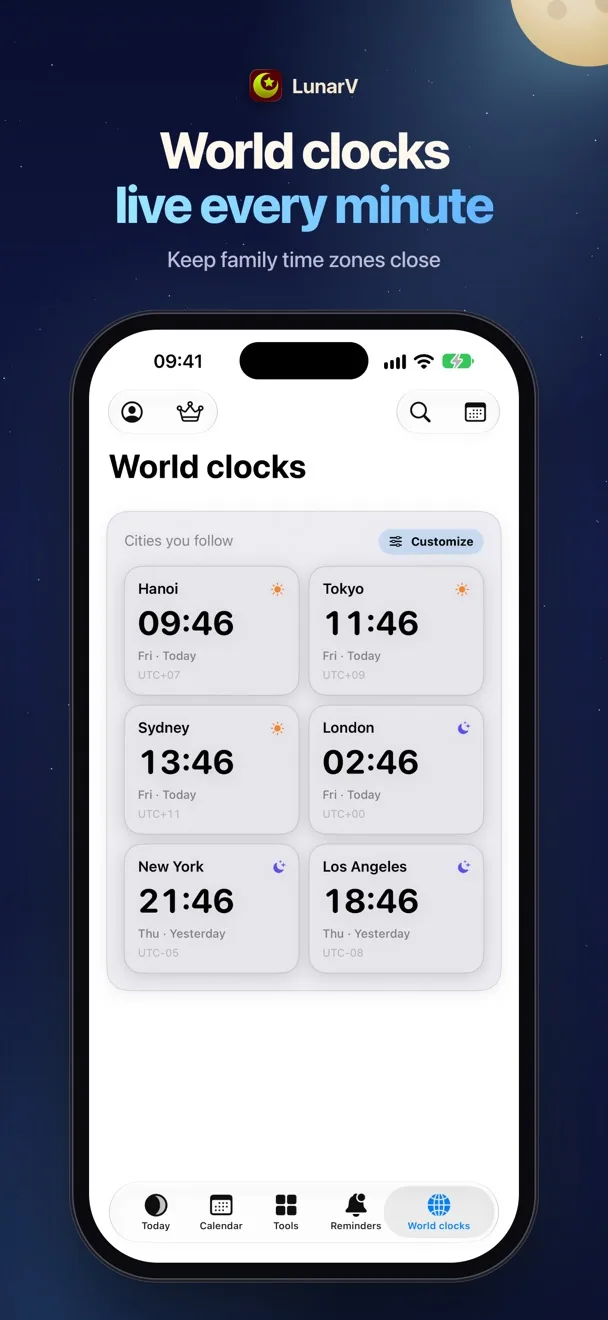 LunarV
World clocks
live every minute
Keep family time zones close
09:41
World clocks
Cities you follow
Customize
Hanoi
09:46
Fri · Today
UTC+07
Tokyo
11:46
Fri · Today
UTC+09
Sydney
13:46
Fri · Today
UTC+11
London
02:46
Fri · Today
UTC+00
New York
21:46
Thu · Yesterday
UTC-05
Los Angeles
18:46
Thu · Yesterday
UTC-08
Today
Calendar
Tools
Reminders
World clocks